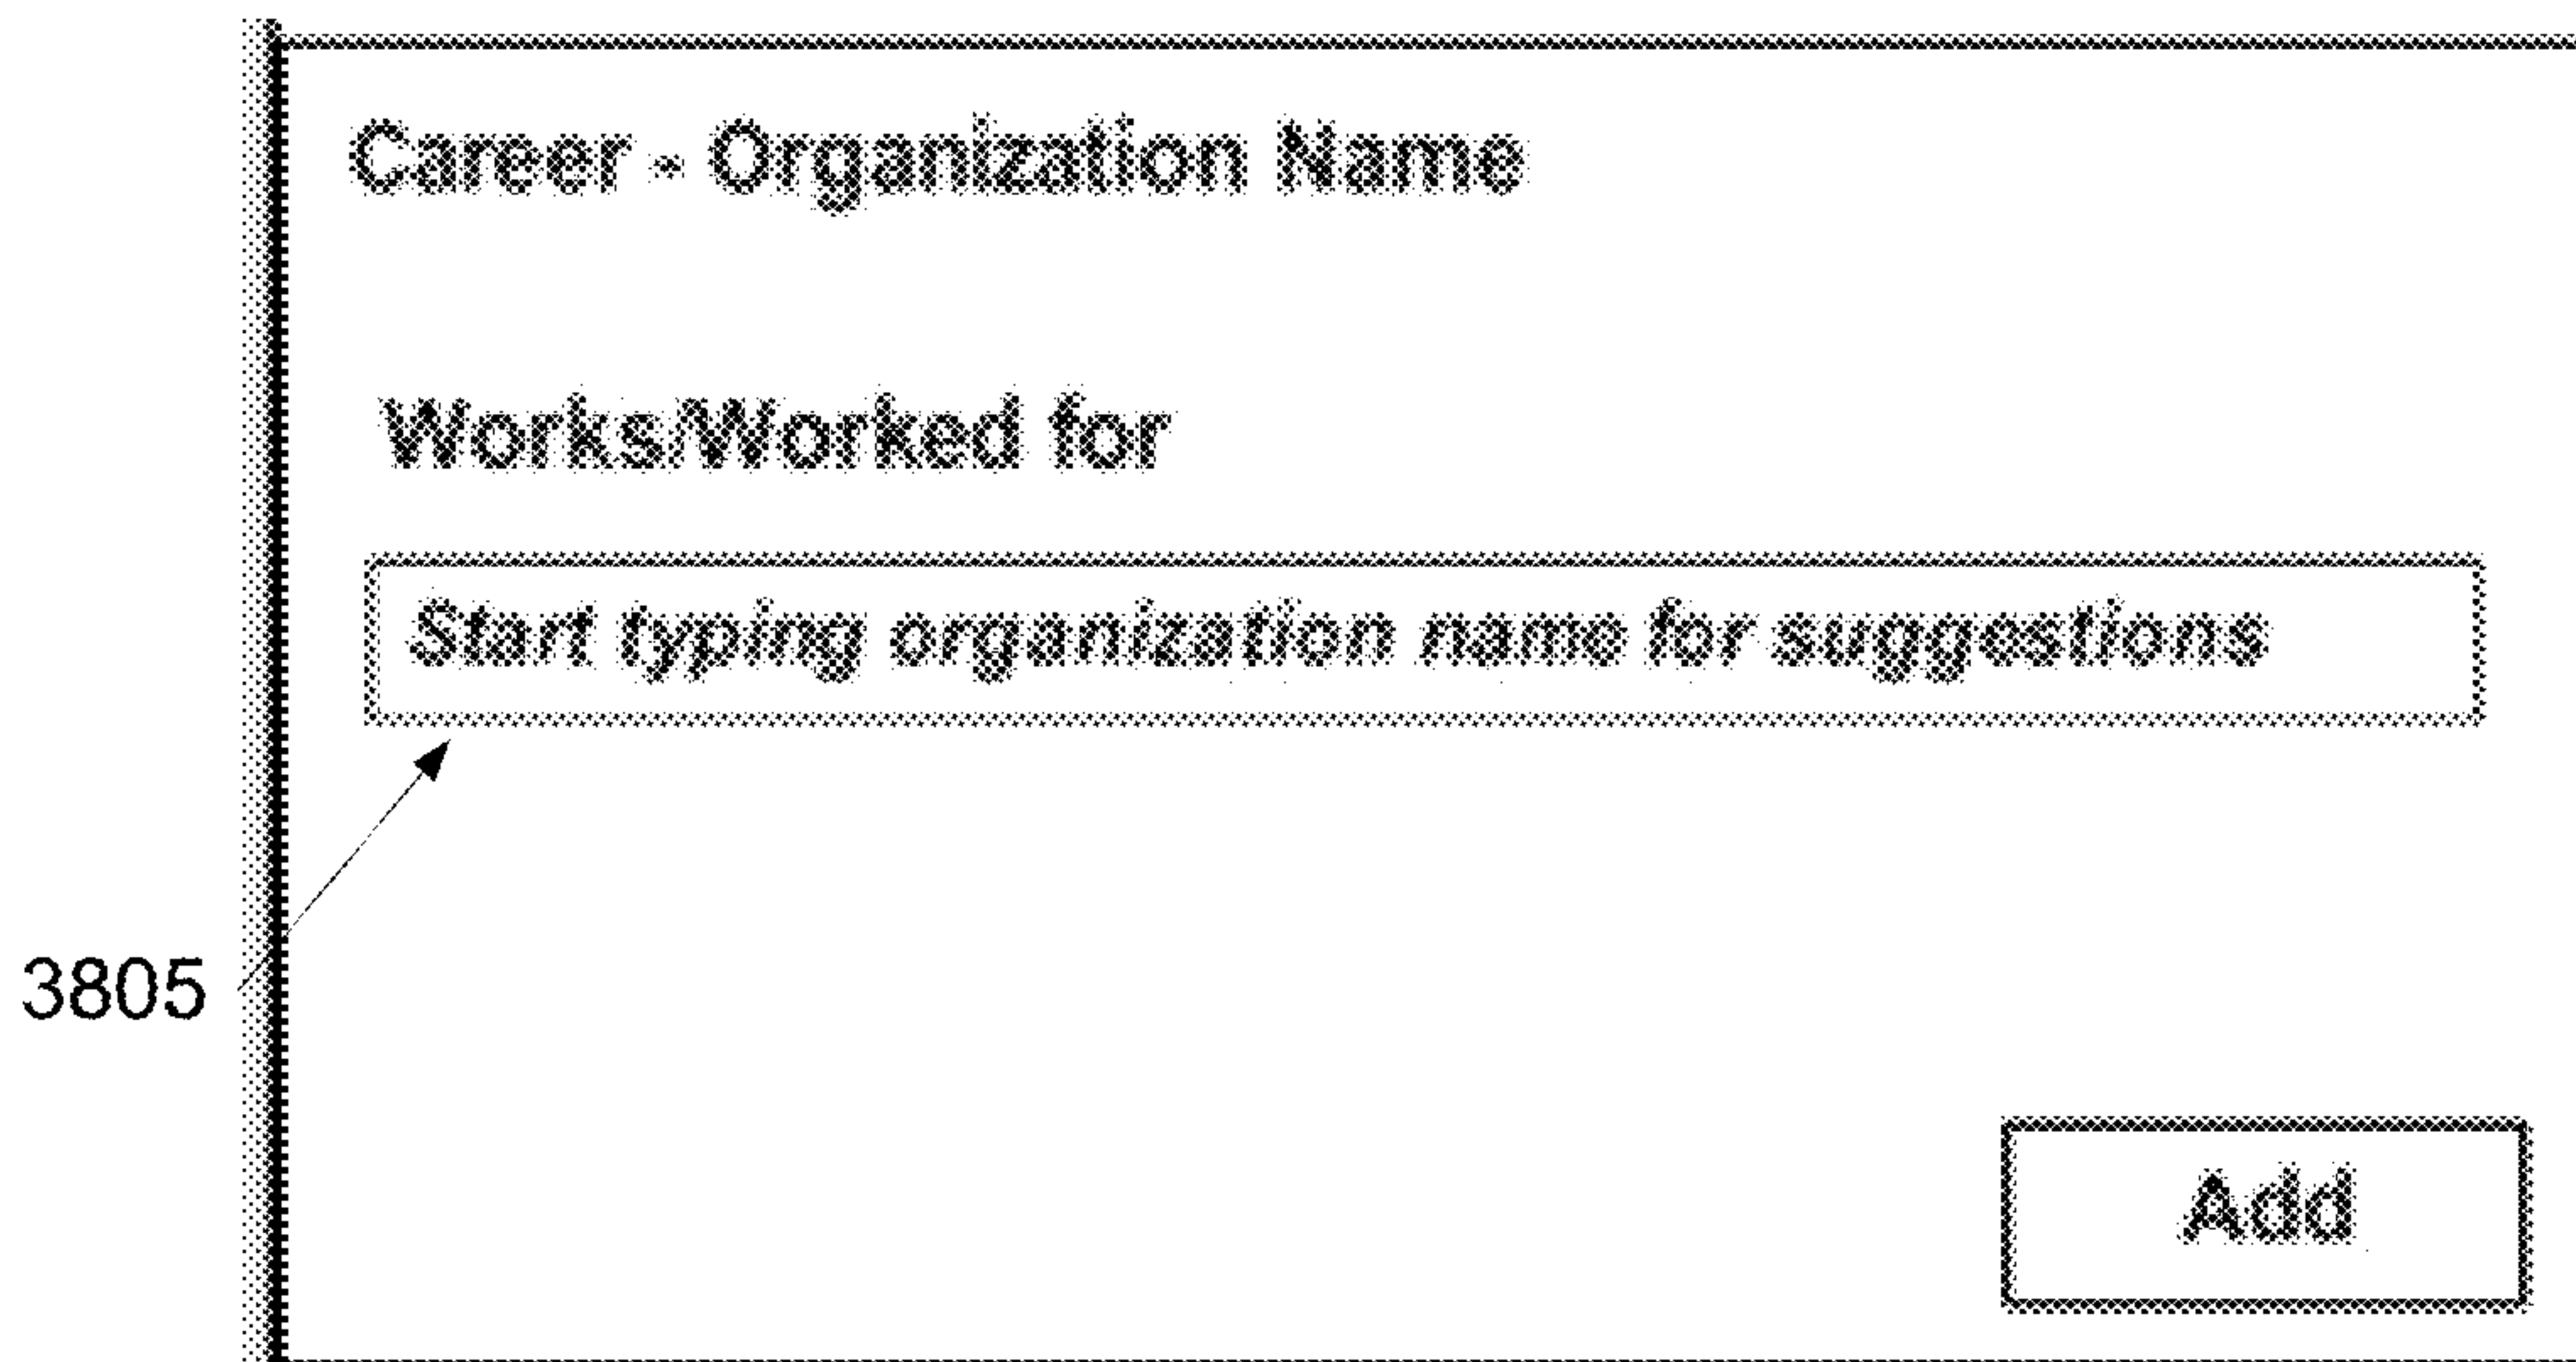 Career - Organization Name
Works/Worked for
Start typing organization name for suggestions
3805
Add